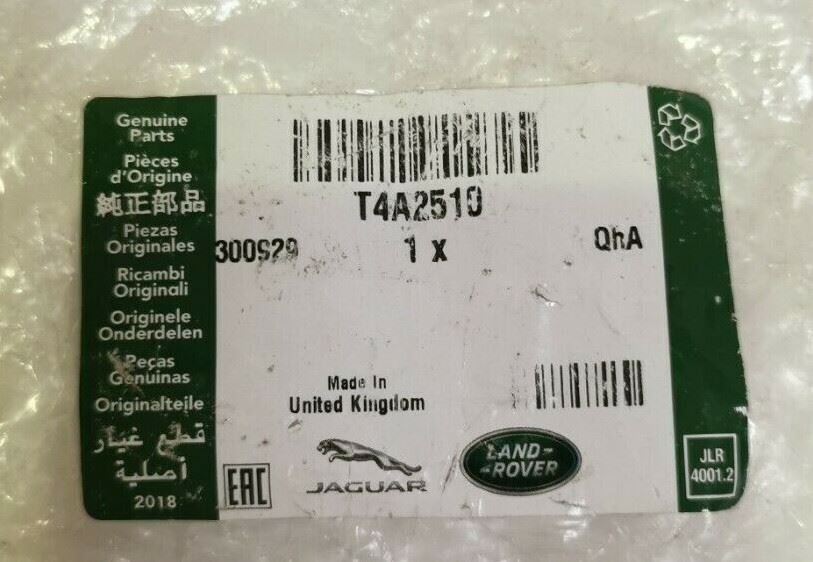 Genuine
Parts
Pièces
d'Origine
純正部品
Piezas
Originales
Ricambi
Originali
Originele
Onderdelen
Peças
Genuinas
Originalteile
قطع غيار
أصلية
2018
T4A2510
300929
1 x
QhA
Made In
United Kingdom
EAC
JAGUAR
LAND-
-ROVER
JLR
4001.2